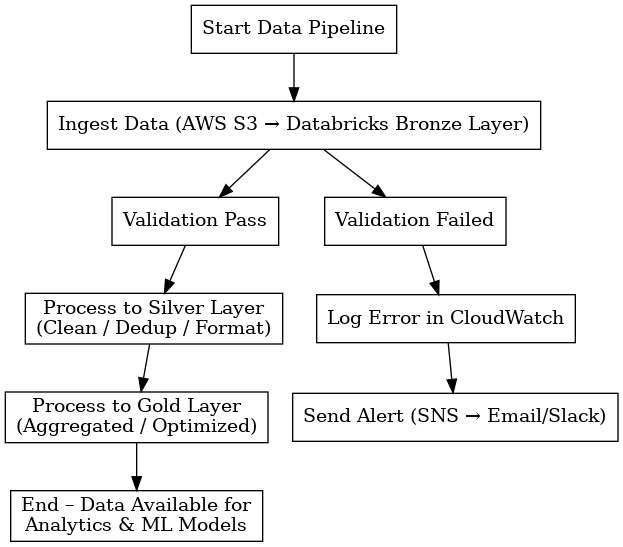 Start Data Pipeline
Ingest Data (AWS S3 → Databricks Bronze Layer)
Validation Pass
Validation Failed
Process to Silver Layer
(Clean / Dedup / Format)
Log Error in CloudWatch
Process to Gold Layer
(Aggregated / Optimized)
Send Alert (SNS → Email/Slack)
End – Data Available for
Analytics & ML Models